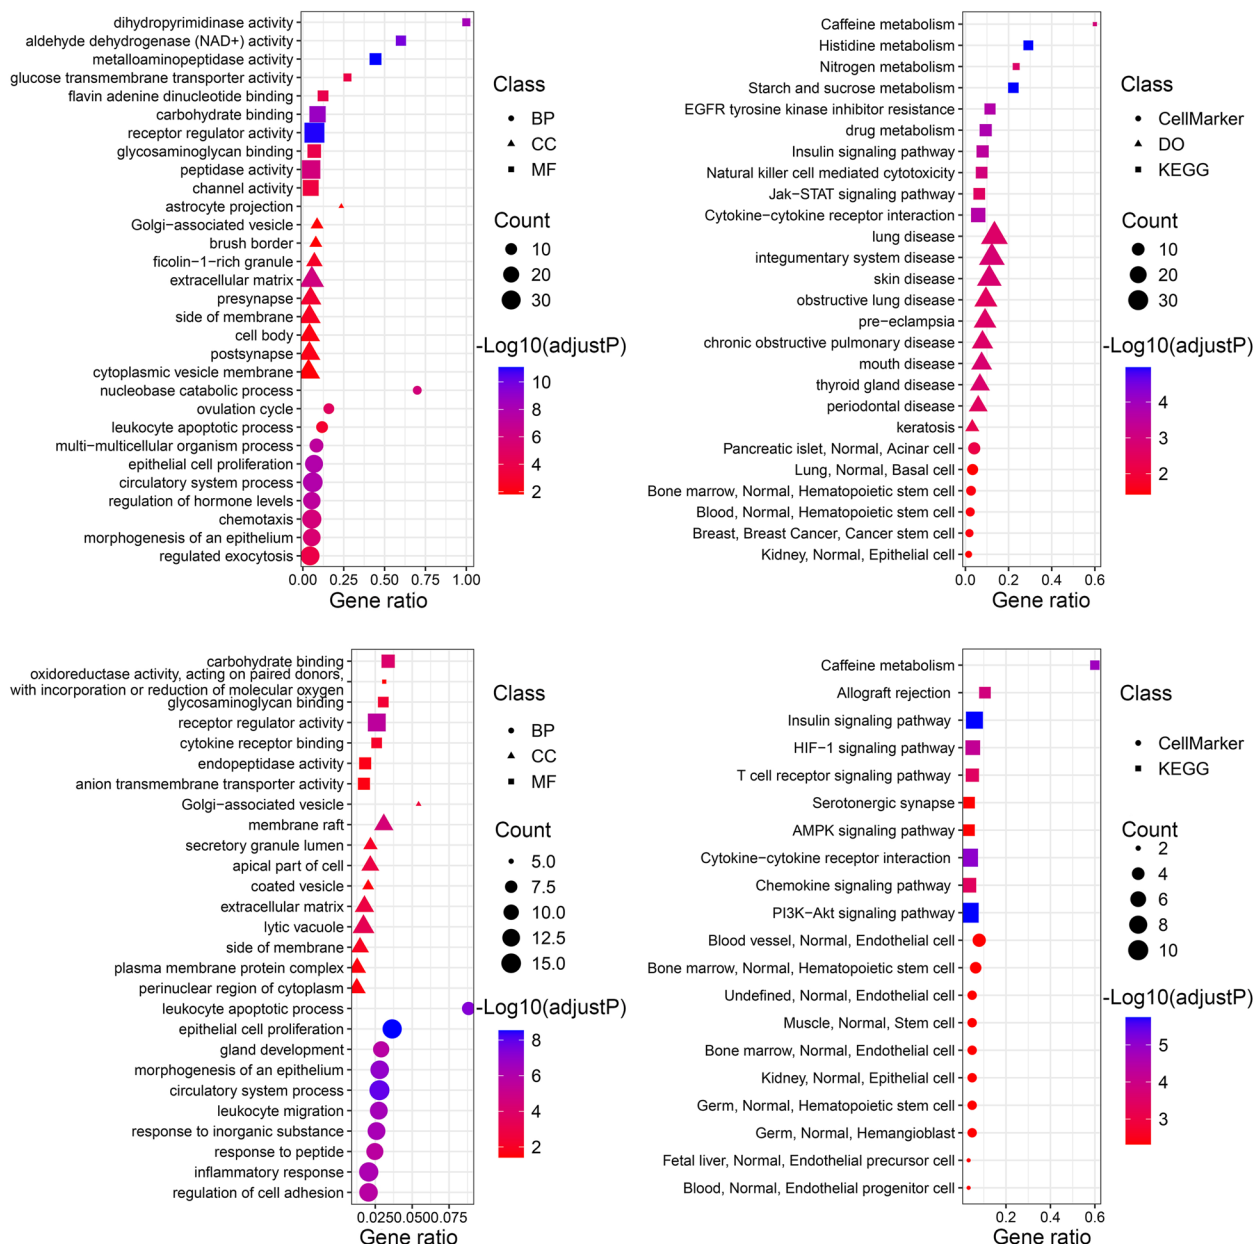 dihydropyrimidinase activity
aldehyde dehydrogenase (NAD+) activity
metalloaminopeptidase activity
glucose transmembrane transporter activity
flavin adenine dinucleotide binding
carbohydrate binding
receptor regulator activity
glycosaminoglycan binding
peptidase activity
channel activity
astrocyte projection
Golgi−associated vesicle
brush border
ficolin−1−rich granule
extracellular matrix
presynapse
side of membrane
cell body
postsynapse
cytoplasmic vesicle membrane
nucleobase catabolic process
ovulation cycle
leukocyte apoptotic process
multi−multicellular organism process
epithelial cell proliferation
circulatory system process
regulation of hormone levels
chemotaxis
morphogenesis of an epithelium
regulated exocytosis
0.00 0.25 0.50 0.75 1.00
Gene ratio
Class
BP
CC
MF
Count
10
20
30
-Log10(adjustP)
10
8
6
4
2
Caffeine metabolism
Histidine metabolism
Nitrogen metabolism
Starch and sucrose metabolism
EGFR tyrosine kinase inhibitor resistance
drug metabolism
Insulin signaling pathway
Natural killer cell mediated cytotoxicity
Jak−STAT signaling pathway
Cytokine−cytokine receptor interaction
lung disease
integumentary system disease
skin disease
obstructive lung disease
pre−eclampsia
chronic obstructive pulmonary disease
mouth disease
thyroid gland disease
periodontal disease
keratosis
Pancreatic islet, Normal, Acinar cell
Lung, Normal, Basal cell
Bone marrow, Normal, Hematopoietic stem cell
Blood, Normal, Hematopoietic stem cell
Breast, Breast Cancer, Cancer stem cell
Kidney, Normal, Epithelial cell
0.0 0.2 0.4 0.6
Gene ratio
Class
CellMarker
DO
KEGG
Count
10
20
30
-Log10(adjustP)
4
3
2
carbohydrate binding
oxidoreductase activity, acting on paired donors,
with incorporation or reduction of molecular oxygen
glycosaminoglycan binding
receptor regulator activity
cytokine receptor binding
endopeptidase activity
anion transmembrane transporter activity
Golgi−associated vesicle
membrane raft
secretory granule lumen
apical part of cell
coated vesicle
extracellular matrix
lytic vacuole
side of membrane
plasma membrane protein complex
perinuclear region of cytoplasm
leukocyte apoptotic process
epithelial cell proliferation
gland development
morphogenesis of an epithelium
circulatory system process
leukocyte migration
response to inorganic substance
response to peptide
inflammatory response
regulation of cell adhesion
0.025 0.050 0.075
Gene ratio
Class
BP
CC
MF
Count
5.0
7.5
10.0
12.5
15.0
-Log10(adjustP)
8
6
4
2
Caffeine metabolism
Allograft rejection
Insulin signaling pathway
HIF−1 signaling pathway
T cell receptor signaling pathway
Serotonergic synapse
AMPK signaling pathway
Cytokine−cytokine receptor interaction
Chemokine signaling pathway
PI3K−Akt signaling pathway
Blood vessel, Normal, Endothelial cell
Bone marrow, Normal, Hematopoietic stem cell
Undefined, Normal, Endothelial cell
Muscle, Normal, Stem cell
Bone marrow, Normal, Endothelial cell
Kidney, Normal, Epithelial cell
Germ, Normal, Hematopoietic stem cell
Germ, Normal, Hemangioblast
Fetal liver, Normal, Endothelial precursor cell
Blood, Normal, Endothelial progenitor cell
0.2 0.4 0.6
Gene ratio
Class
CellMarker
KEGG
Count
2
4
6
8
10
-Log10(adjustP)
5
4
3